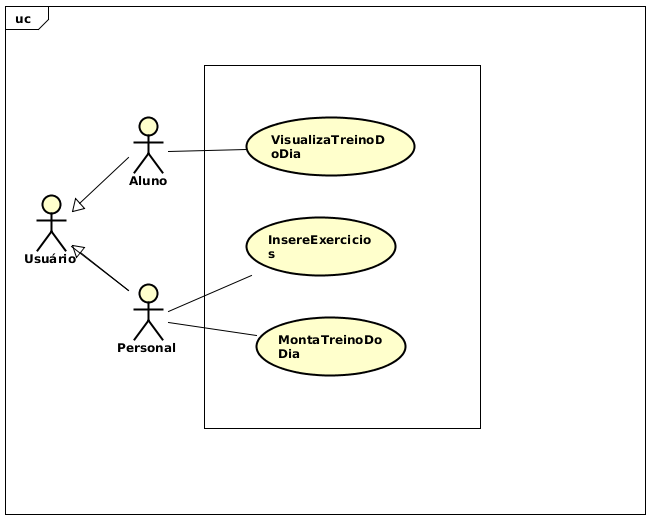 uc
VisualizaTreinoD
oDia
Aluno
InsereExercicio
s
Usuário
MontaTreinoDo
Dia
Personal